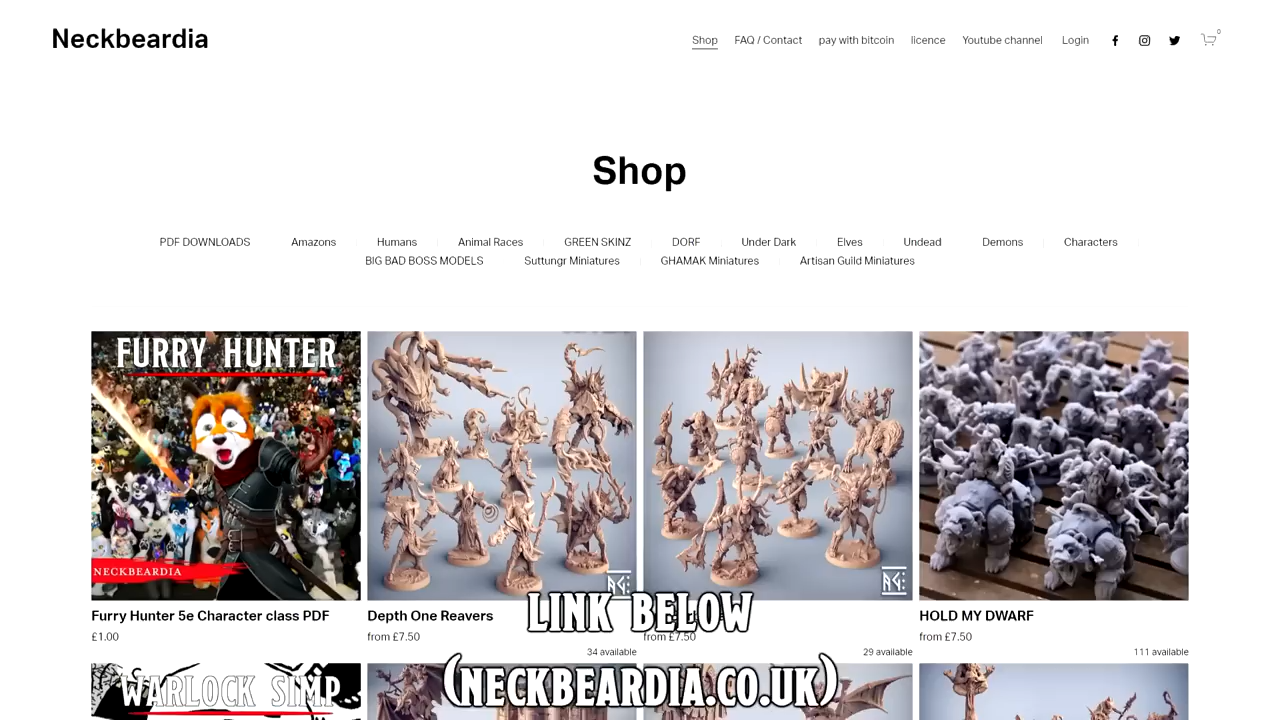 Neckbeardia
Shop FAQ / Contact pay with bitcoin licence Youtube channel Login 0
Shop
PDF DOWNLOADS Amazons Humans Animal Races GREEN SKINZ DORF Under Dark Elves Undead Demons Characters
BIG BAD BOSS MODELS Suttungr Miniatures GHAMAK Miniatures Artisan Guild Miniatures
FURRY HUNTER
NECKBEARDIA
Furry Hunter 5e Character class PDF
£1.00
Depth One Reavers
from £7.50
34 available
from £7.50
29 available
HOLD MY DWARF
from £7.50
111 available
LINK BELOW
(NECKBEARDIA.CO.UK)
WARLOCK SIMP